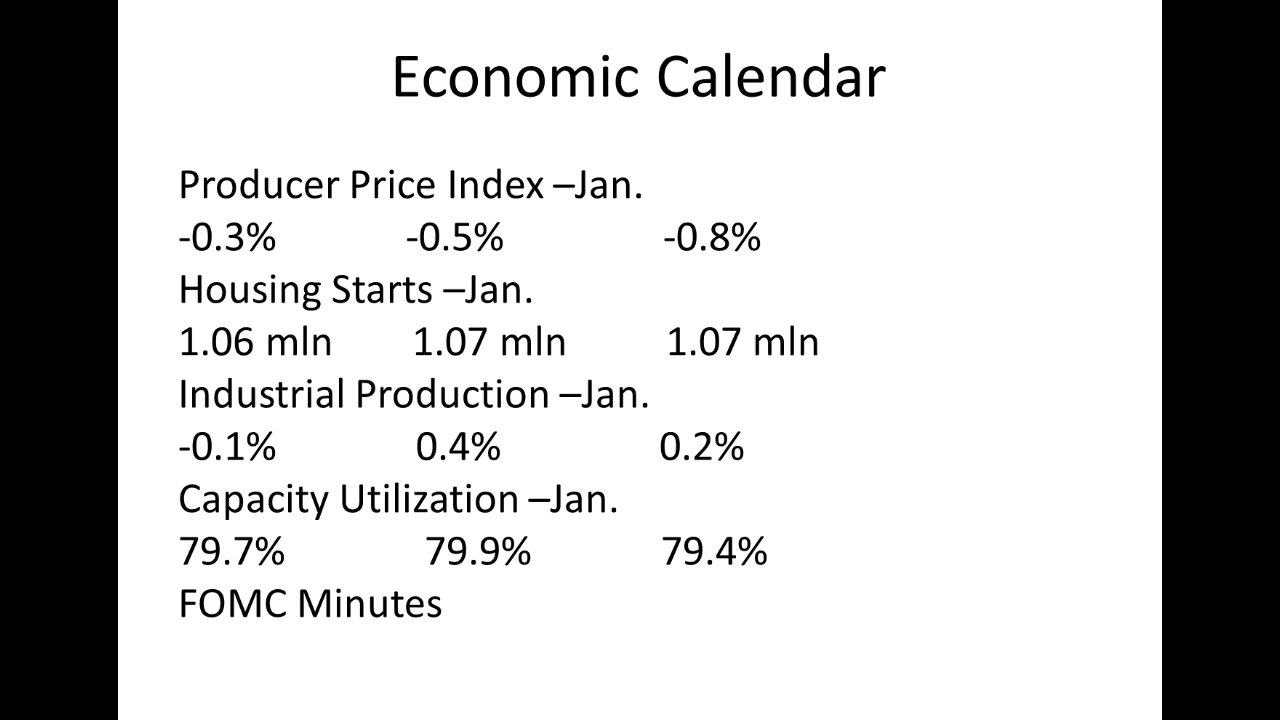 Economic Calendar
Producer Price Index –Jan.
-0.3% -0.5% -0.8%
Housing Starts –Jan.
1.06 mln 1.07 mln 1.07 mln
Industrial Production –Jan.
-0.1% 0.4% 0.2%
Capacity Utilization –Jan.
79.7% 79.9% 79.4%
FOMC Minutes